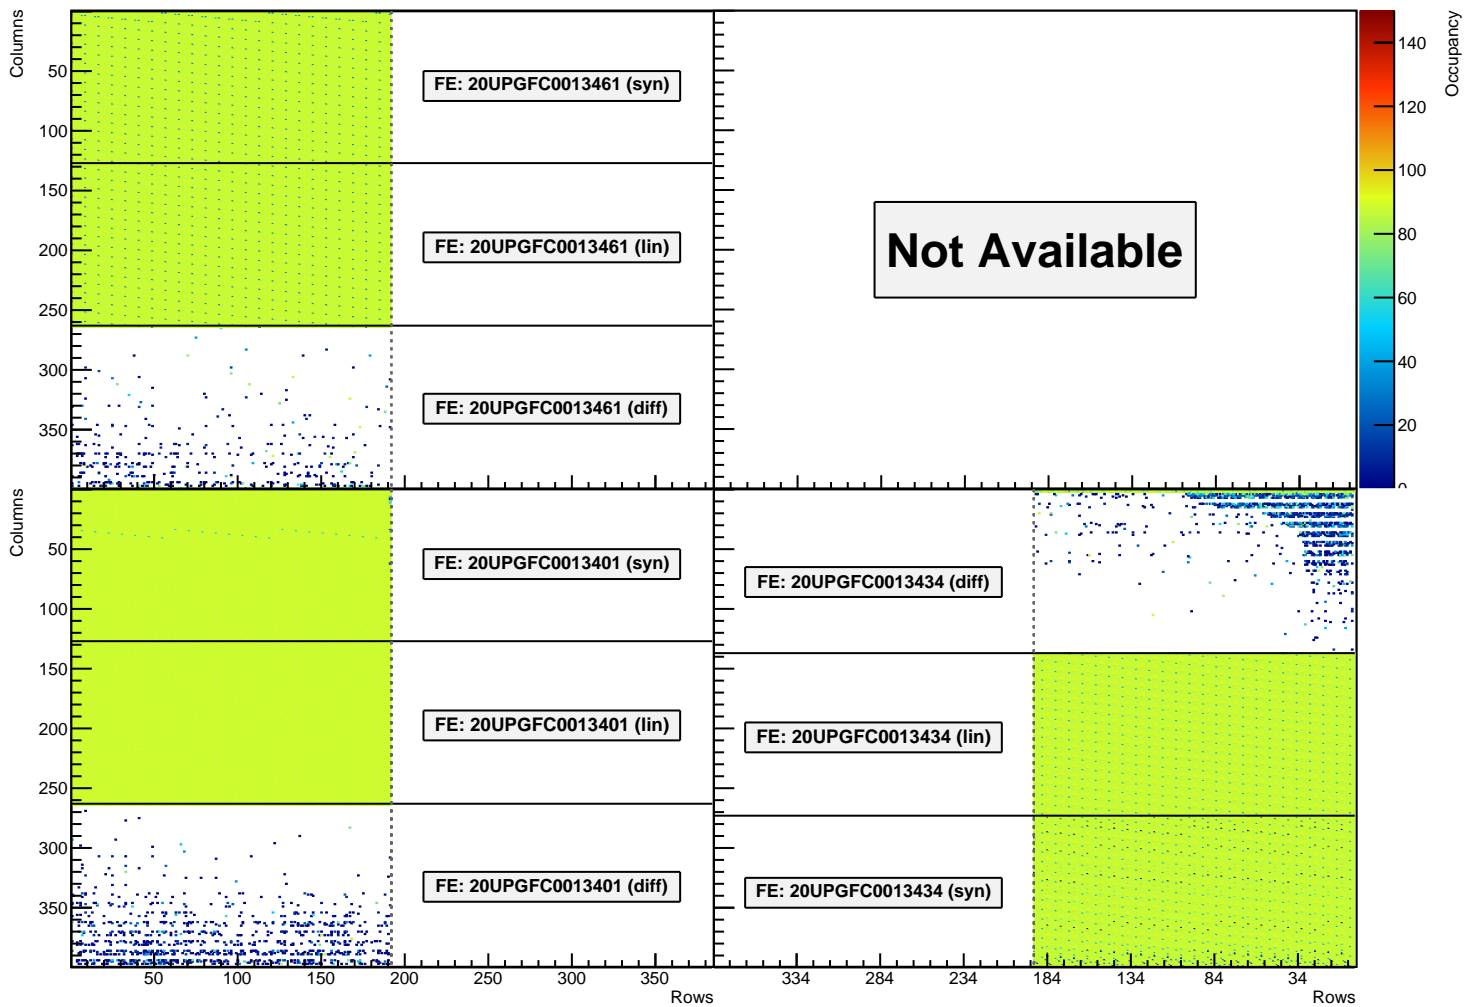 Columns
50
100
150
200
250
300
350
FE: 20UPGFC0013461 (syn)
FE: 20UPGFC0013461 (lin)
FE: 20UPGFC0013461 (diff)
Not Available
Occupancy
140
120
100
80
60
40
20
0
Columns
50
100
150
200
250
300
350
FE: 20UPGFC0013401 (syn)
FE: 20UPGFC0013401 (lin)
FE: 20UPGFC0013401 (diff)
FE: 20UPGFC0013434 (diff)
FE: 20UPGFC0013434 (lin)
FE: 20UPGFC0013434 (syn)
50 100 150 200 250 300 350
Rows
334 284 234 184 134 84 34
Rows